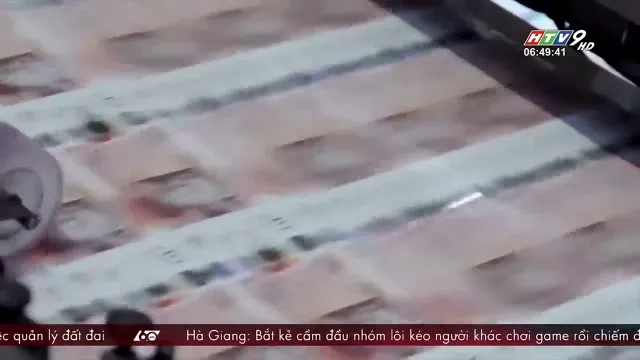 HTV9 HD
06:49:41
ệc quản lý đất đai 60 Hà Giang: Bắt kẻ cầm đầu nhóm lôi kéo người khác chơi game rồi chiếm đ